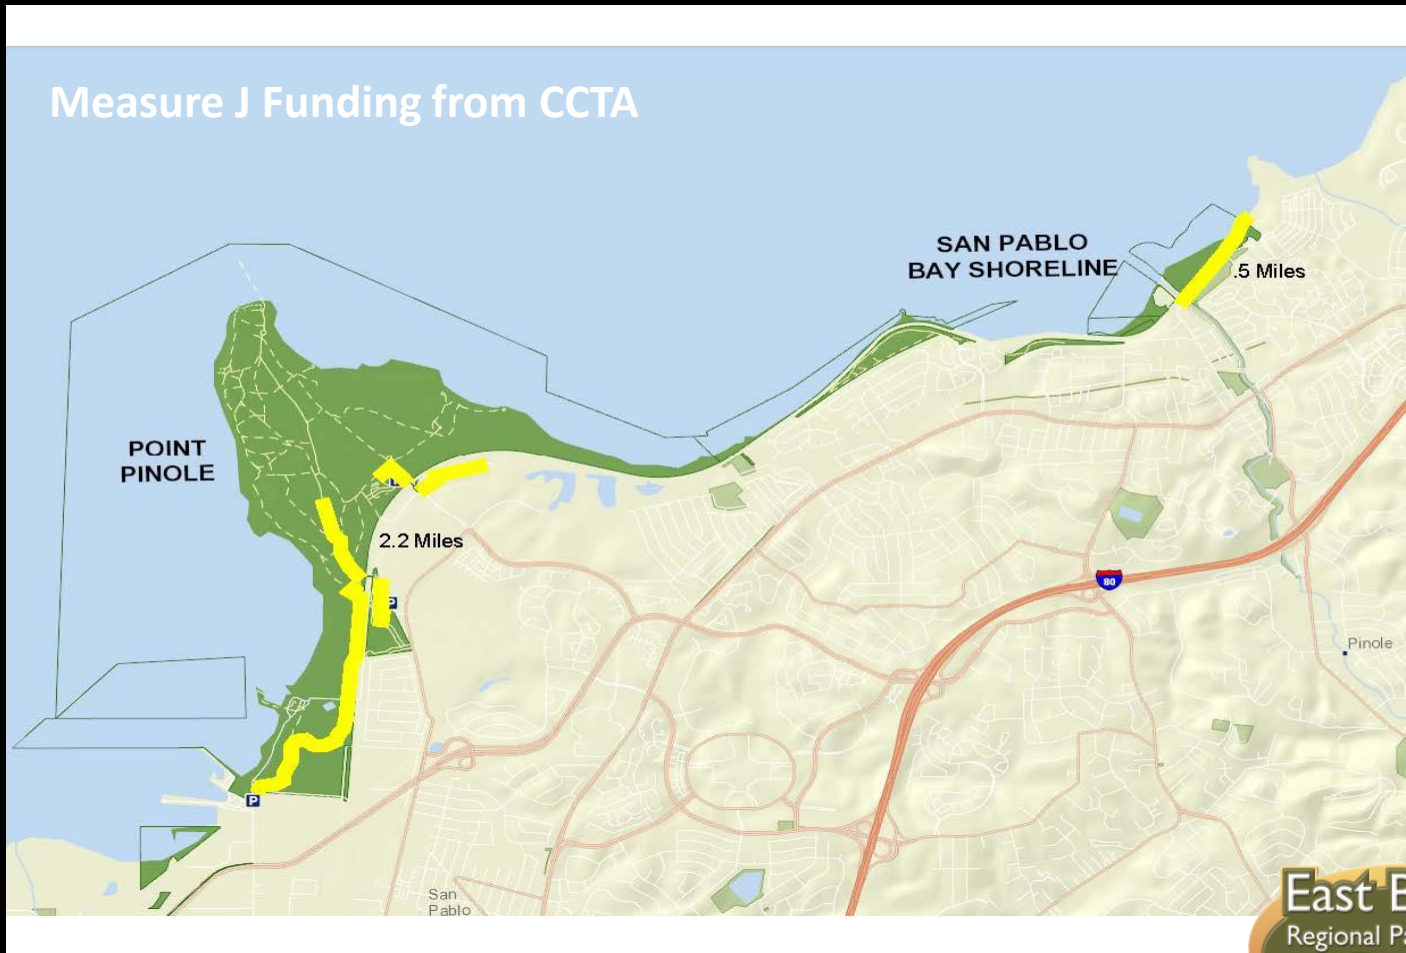 Measure J Funding from CCTA
SAN PABLO
BAY SHORELINE
.5 Miles
POINT
PINOLE
2.2 Miles
P
80
Pinole
P
San
Pablo
East B
Regional Pa